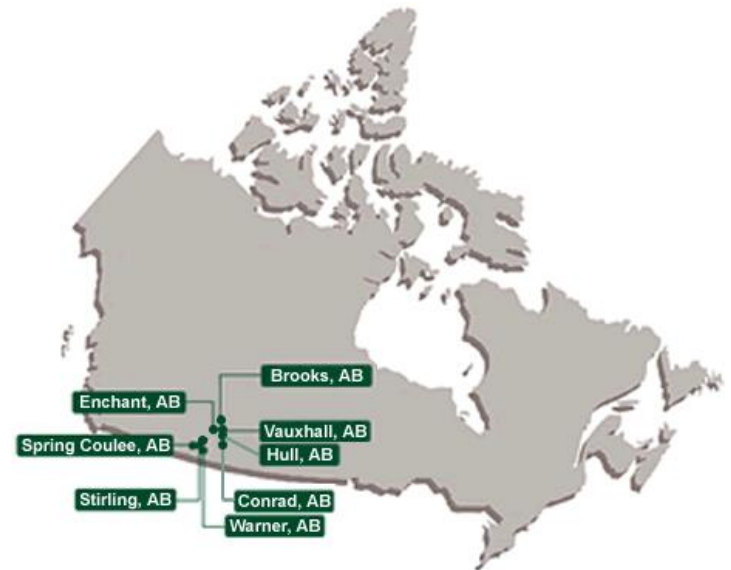 Brooks, AB
Enchant, AB
Vauxhall, AB
Spring Coulee, AB
Hull, AB
Stirling, AB
Conrad, AB
Warner, AB